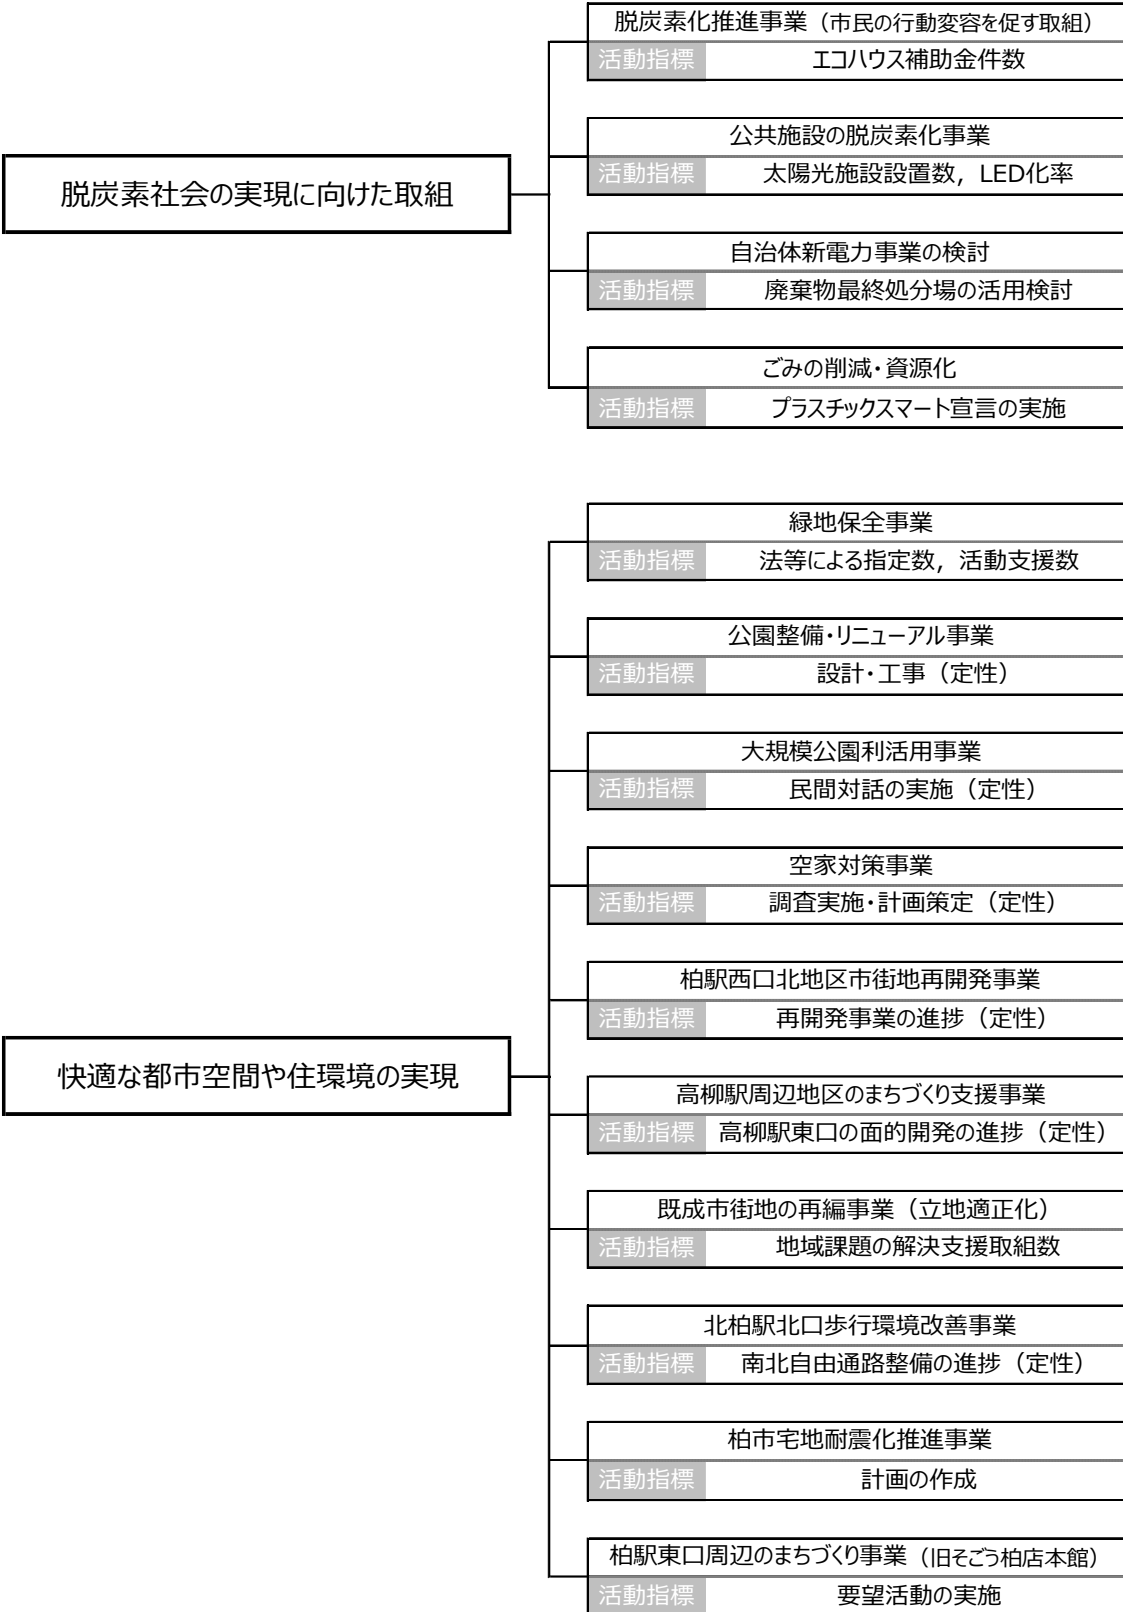 脱炭素化推進事業（市民の行動変容を促す取組）
活動指標 エコハウス補助金件数
公共施設の脱炭素化事業
活動指標 太陽光施設設置数，LED化率
脱炭素社会の実現に向けた取組
自治体新電力事業の検討
活動指標 廃棄物最終処分場の活用検討
ごみの削減・資源化
活動指標 プラスチックスマート宣言の実施
緑地保全事業
活動指標 法等による指定数，活動支援数
公園整備・リニューアル事業
活動指標 設計・工事（定性）
大規模公園利活用事業
活動指標 民間対話の実施（定性）
空家対策事業
活動指標 調査実施・計画策定（定性）
柏駅西口北地区市街地再開発事業
活動指標 再開発事業の進捗（定性）
快適な都市空間や住環境の実現
高柳駅周辺地区のまちづくり支援事業
活動指標 高柳駅東口の面的開発の進捗（定性）
既成市街地の再編事業（立地適正化）
活動指標 地域課題の解決支援取組数
北柏駅北口歩行環境改善事業
活動指標 南北自由通路整備の進捗（定性）
柏市宅地耐震化推進事業
活動指標 計画の作成
柏駅東口周辺のまちづくり事業（旧そごう柏店本館）
活動指標 要望活動の実施